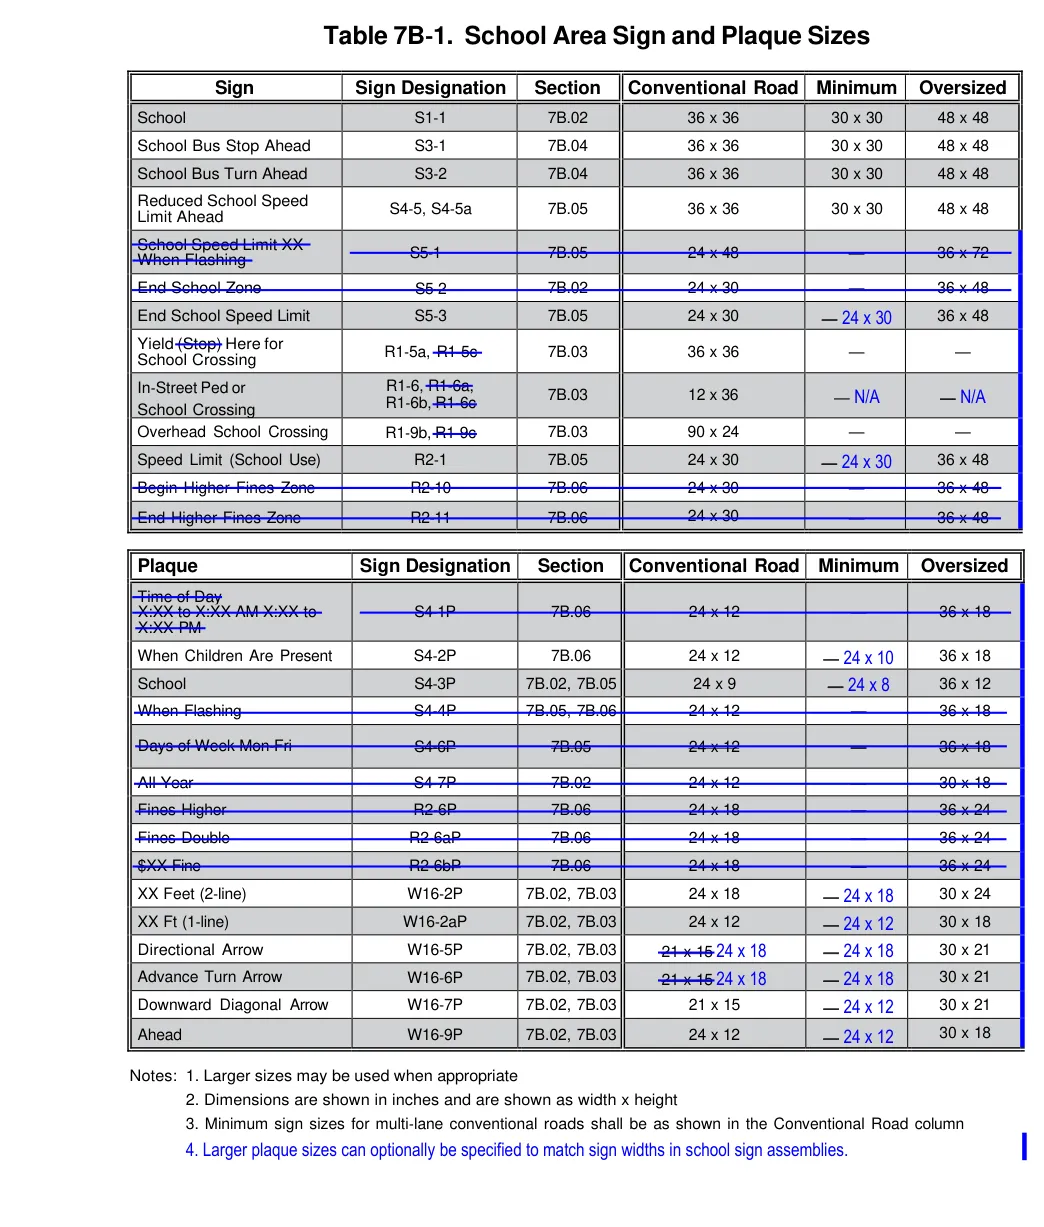 Table 7B-1. School Area Sign and Plaque Sizes
Sign Sign Designation Section Conventional Road Minimum Oversized
School S1-1 7B.02 36 x 36 30 x 30 48 x 48
School Bus Stop Ahead S3-1 7B.04 36 x 36 30 x 30 48 x 48
School Bus Turn Ahead S3-2 7B.04 36 x 36 30 x 30 48 x 48
Reduced School Speed
Limit Ahead S4-5, S4-5a 7B.05 36 x 36 30 x 30 48 x 48
School Speed Limit XX
When Flashing S5-1 7B.05 24 x 48 — 36 x 72
End School Zone S5-2 7B.02 24 x 30 — 36 x 48
End School Speed Limit S5-3 7B.05 24 x 30 — 24 x 30 36 x 48
Yield (Stop) Here for
School Crossing R1-5a, R1-5c 7B.03 36 x 36 — —
In-Street Ped or
School Crossing R1-6, R1-6a,
R1-6b, R1-6c 7B.03 12 x 36 — N/A — N/A
Overhead School Crossing R1-9b, R1-9c 7B.03 90 x 24 — —
Speed Limit (School Use) R2-1 7B.05 24 x 30 — 24 x 30 36 x 48
Begin Higher Fines Zone R2-10 7B.06 24 x 30 — 36 x 48
End Higher Fines Zone R2-11 7B.06 24 x 30 — 36 x 48
Plaque Sign Designation Section Conventional Road Minimum Oversized
Time of Day
X:XX to X:XX AM X:XX to
X:XX PM S4-1P 7B.06 24 x 12 36 x 18
When Children Are Present S4-2P 7B.06 24 x 12 — 24 x 10 36 x 18
School S4-3P 7B.02, 7B.05 24 x 9 — 24 x 8 36 x 12
When Flashing S4-4P 7B.05, 7B.06 24 x 12 — 36 x 18
Days of Week Mon-Fri S4-6P 7B.05 24 x 12 — 36 x 18
All Year S4-7P 7B.02 24 x 12 — 30 x 18
Fines Higher R2-6P 7B.06 24 x 18 — 36 x 24
Fines Double R2-6aP 7B.06 24 x 18 — 36 x 24
$XX Fine R2-6bP 7B.06 24 x 18 — 36 x 24
XX Feet (2-line) W16-2P 7B.02, 7B.03 24 x 18 — 24 x 18 30 x 24
XX Ft (1-line) W16-2aP 7B.02, 7B.03 24 x 12 — 24 x 12 30 x 18
Directional Arrow W16-5P 7B.02, 7B.03 21 x 15 24 x 18 — 24 x 18 30 x 21
Advance Turn Arrow W16-6P 7B.02, 7B.03 21 x 15 24 x 18 — 24 x 18 30 x 21
Downward Diagonal Arrow W16-7P 7B.02, 7B.03 21 x 15 — 24 x 12 30 x 21
Ahead W16-9P 7B.02, 7B.03 24 x 12 — 24 x 12 30 x 18
Notes: 1. Larger sizes may be used when appropriate
2. Dimensions are shown in inches and are shown as width x height
3. Minimum sign sizes for multi-lane conventional roads shall be as shown in the Conventional Road column
4. Larger plaque sizes can optionally be specified to match sign widths in school sign assemblies.